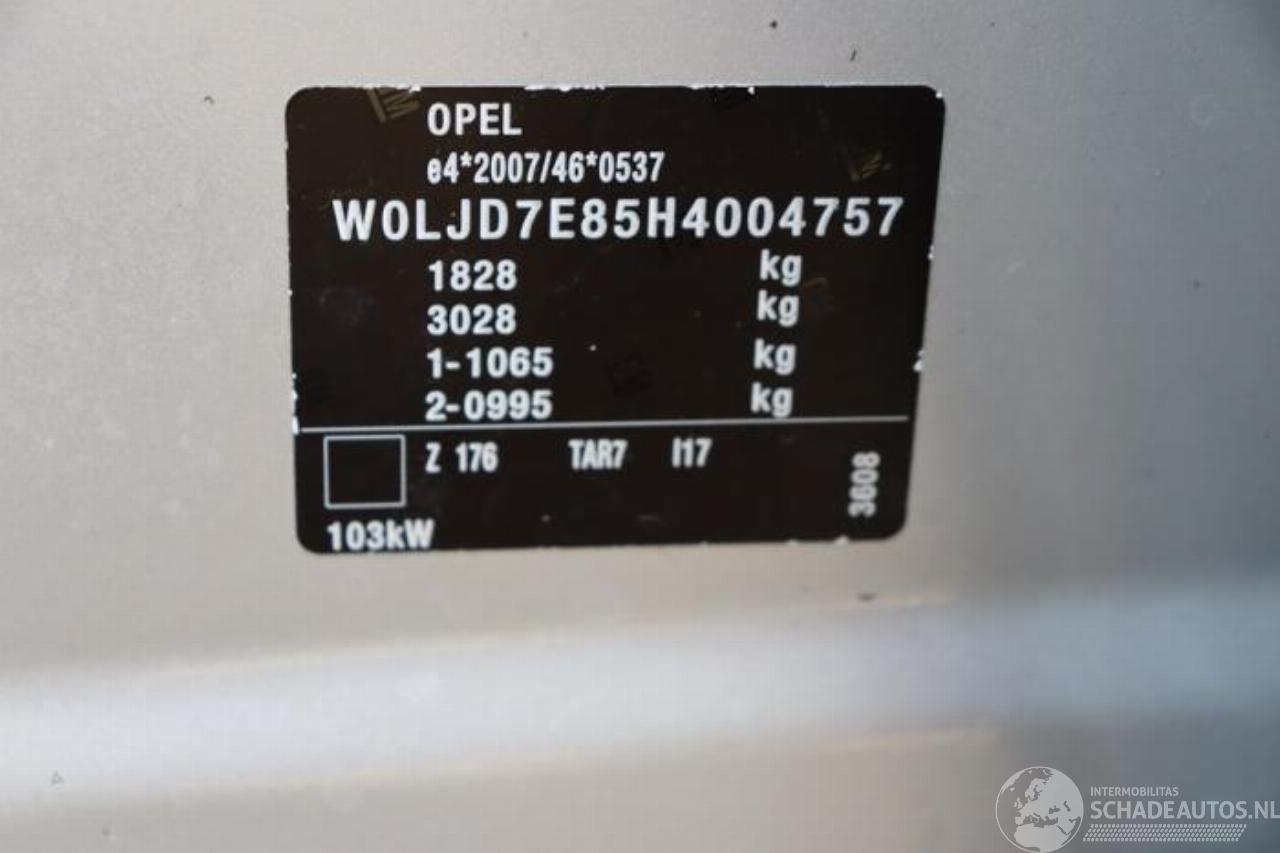 OPEL
e4*2007/46*0537
W0LJD7E85H4004757
1828 kg
3028 kg
1-1065 kg
2-0995 kg
Z 176 TAR7 I17
3608
103kW
INTERMOBILITAS
SCHADEAUTOS.NL